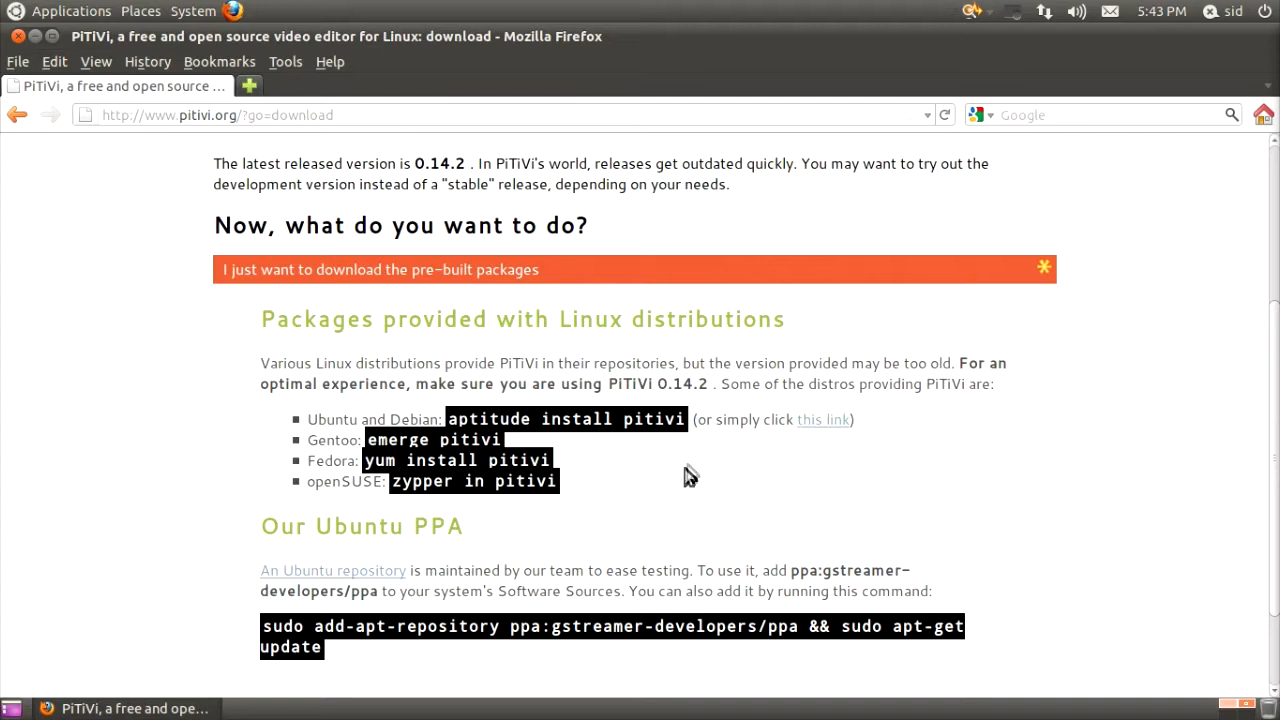 Applications Places System 5:43 PM sid
PiTiVi, a free and open source video editor for Linux: download - Mozilla Firefox
File Edit View History Bookmarks Tools Help
PiTiVi, a free and open source ...
http://www.pitivi.org/?go=download Google
The latest released version is 0.14.2 . In PiTiVi's world, releases get outdated quickly. You may want to try out the
development version instead of a "stable" release, depending on your needs.
Now, what do you want to do?
I just want to download the pre-built packages
Packages provided with Linux distributions
Various Linux distributions provide PiTiVi in their repositories, but the version provided may be too old. For an
optimal experience, make sure you are using PiTiVi 0.14.2 . Some of the distros providing PiTiVi are:
Ubuntu and Debian: aptitude install pitivi (or simply click this link)
Gentoo: emerge pitivi
Fedora: yum install pitivi
openSUSE: zypper in pitivi
Our Ubuntu PPA
An Ubuntu repository is maintained by our team to ease testing. To use it, add ppa:gstreamer-
developers/ppa to your system's Software Sources. You can also add it by running this command:
sudo add-apt-repository ppa:gstreamer-developers/ppa && sudo apt-get
update
PiTiVi, a free and ope...